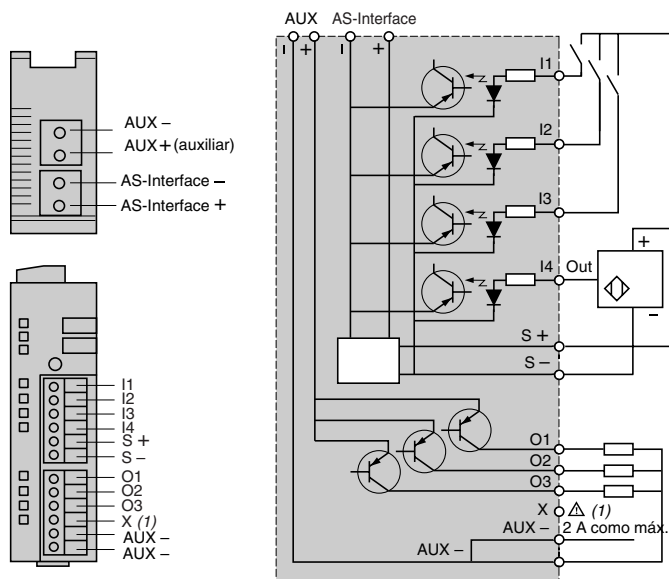 AUX −
AUX + (auxiliar)
AS-Interface −
AS-Interface +
I1
I2
I3
I4
S +
S −
O1
O2
O3
X (1)
AUX −
AUX −
AUX AS-Interface
− + − +
I1
I2
I3
I4 Out
+
−
S +
S −
O1
O2
O3
X ⚠ (1)
AUX − 2 A como máx.
AUX −